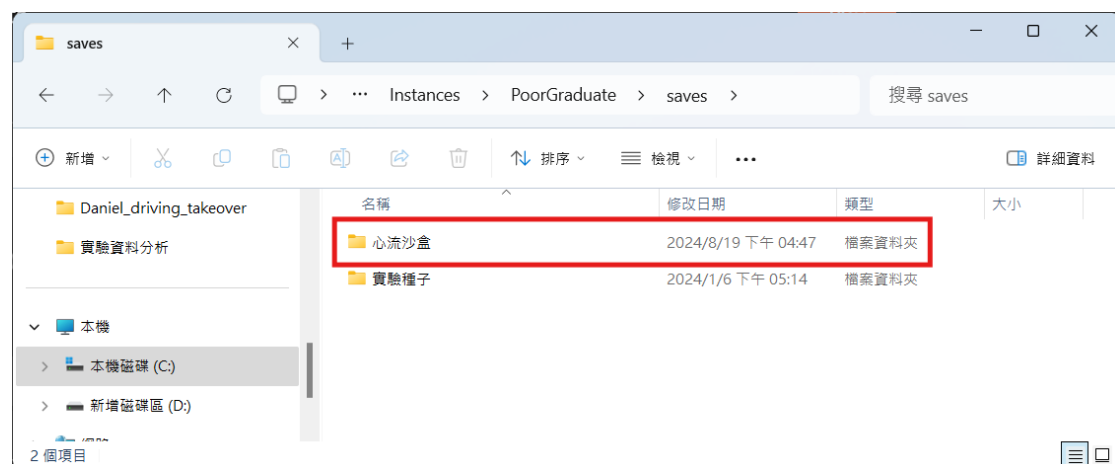 saves
Instances > PoorGraduate > saves >
搜尋 saves
新增
排序
檢視
詳細資料
Daniel_driving_takeover
實驗資料分析
本機
本機磁碟 (C:)
新增磁碟區 (D:)
名稱 修改日期 類型 大小
心流沙盒 2024/8/19 下午 04:47 檔案資料夾
實驗種子 2024/1/6 下午 05:14 檔案資料夾
2 個項目